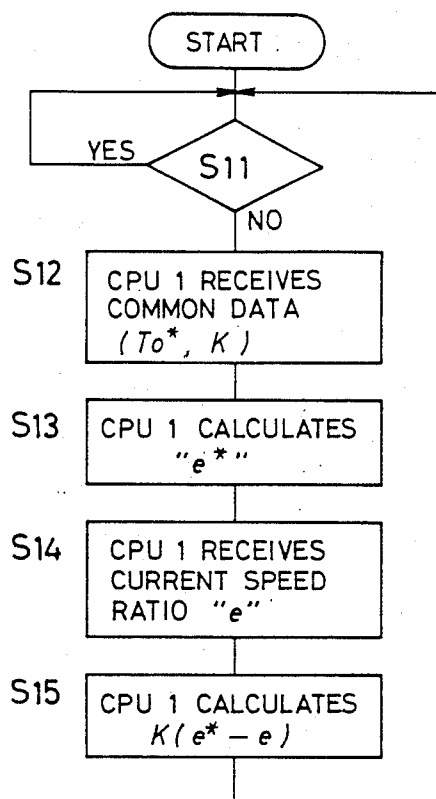 START
YES
S11
NO
S12
CPU 1 RECEIVES
COMMON DATA
(To*, K)
S13
CPU 1 CALCULATES
"e*"
S14
CPU 1 RECEIVES
CURRENT SPEED
RATIO "e"
S15
CPU 1 CALCULATES
K(e*-e)